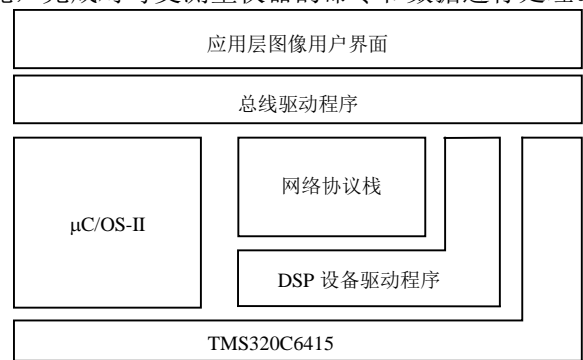 应用层图像用户界面
总线驱动程序
网络协议栈
μC/OS-II
DSP 设备驱动程序
TMS320C6415